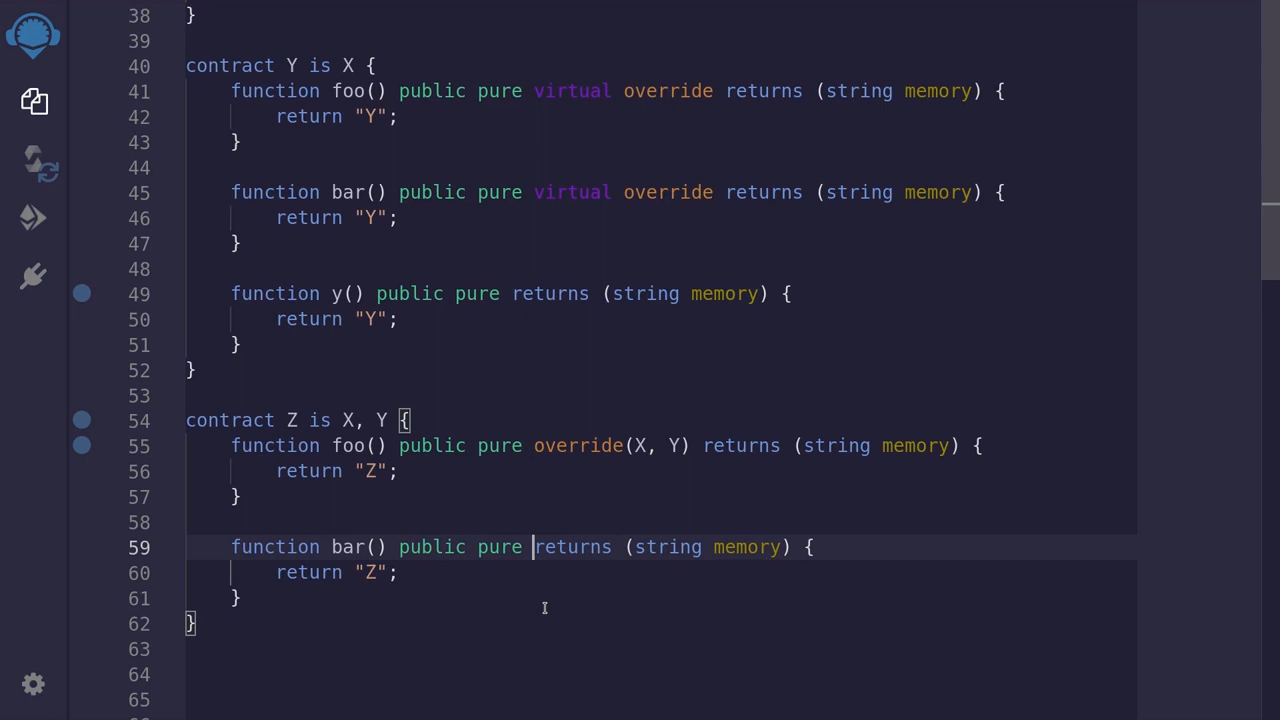 38 }
39
40 contract Y is X {
41     function foo() public pure virtual override returns (string memory) {
42         return "Y";
43     }
44
45     function bar() public pure virtual override returns (string memory) {
46         return "Y";
47     }
48
49     function y() public pure returns (string memory) {
50         return "Y";
51     }
52 }
53
54 contract Z is X, Y {
55     function foo() public pure override(X, Y) returns (string memory) {
56         return "Z";
57     }
58
59     function bar() public pure returns (string memory) {
60         return "Z";
61     }
62 }
63
64
65